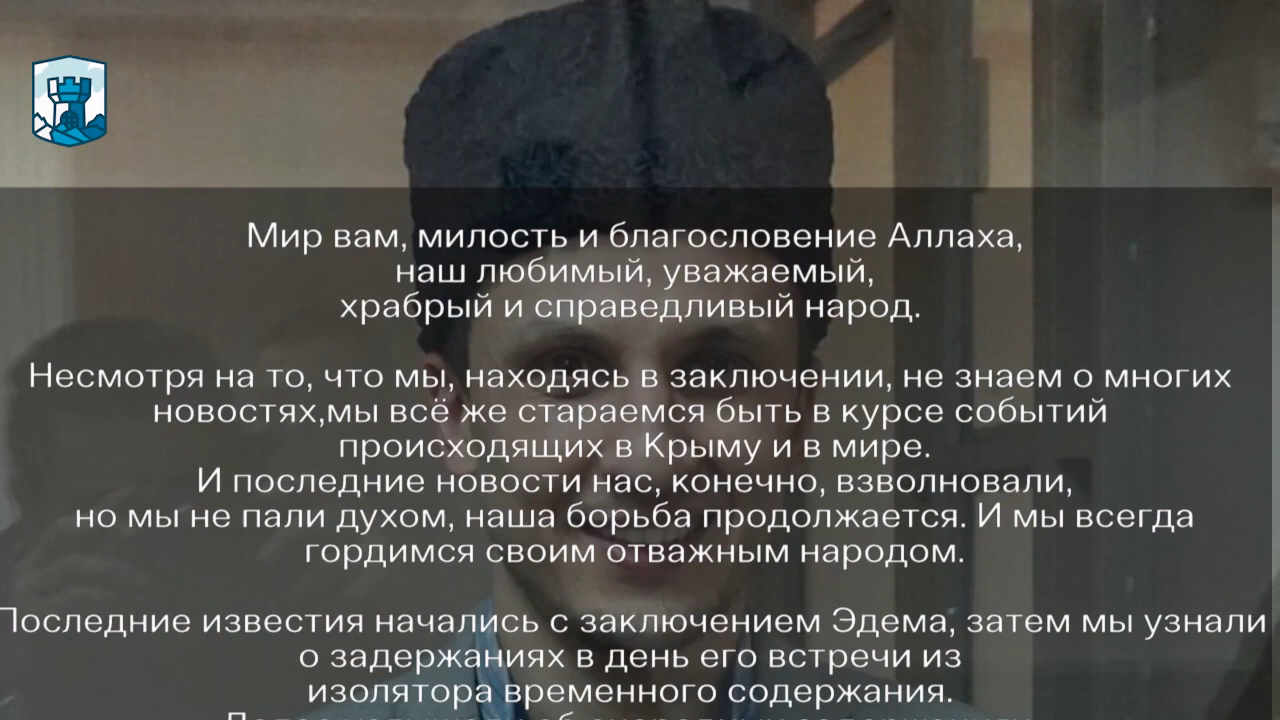 Мир вам, милость и благословение Аллаха,
наш любимый, уважаемый,
храбрый и справедливый народ.
Несмотря на то, что мы, находясь в заключении, не знаем о многих
новостях,мы всё же стараемся быть в курсе событий
происходящих в Крыму и в мире.
И последние новости нас, конечно, взволновали,
но мы не пали духом, наша борьба продолжается. И мы всегда
гордимся своим отважным народом.
Последние известия начались с заключением Эдема, затем мы узнали
о задержаниях в день его встречи из
изолятора временного содержания.